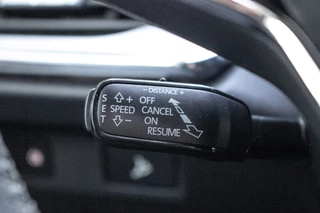 - DISTANCE +
S + OFF
E SPEED CANCEL
T - ON
RESUME